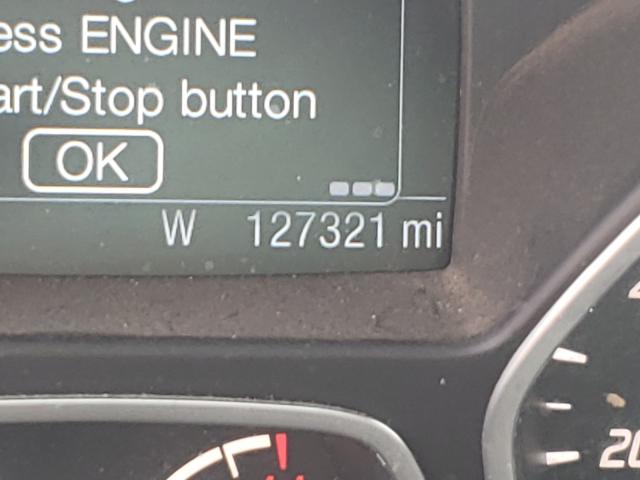 ess ENGINE
art/Stop button
OK
W 127321 mi
20